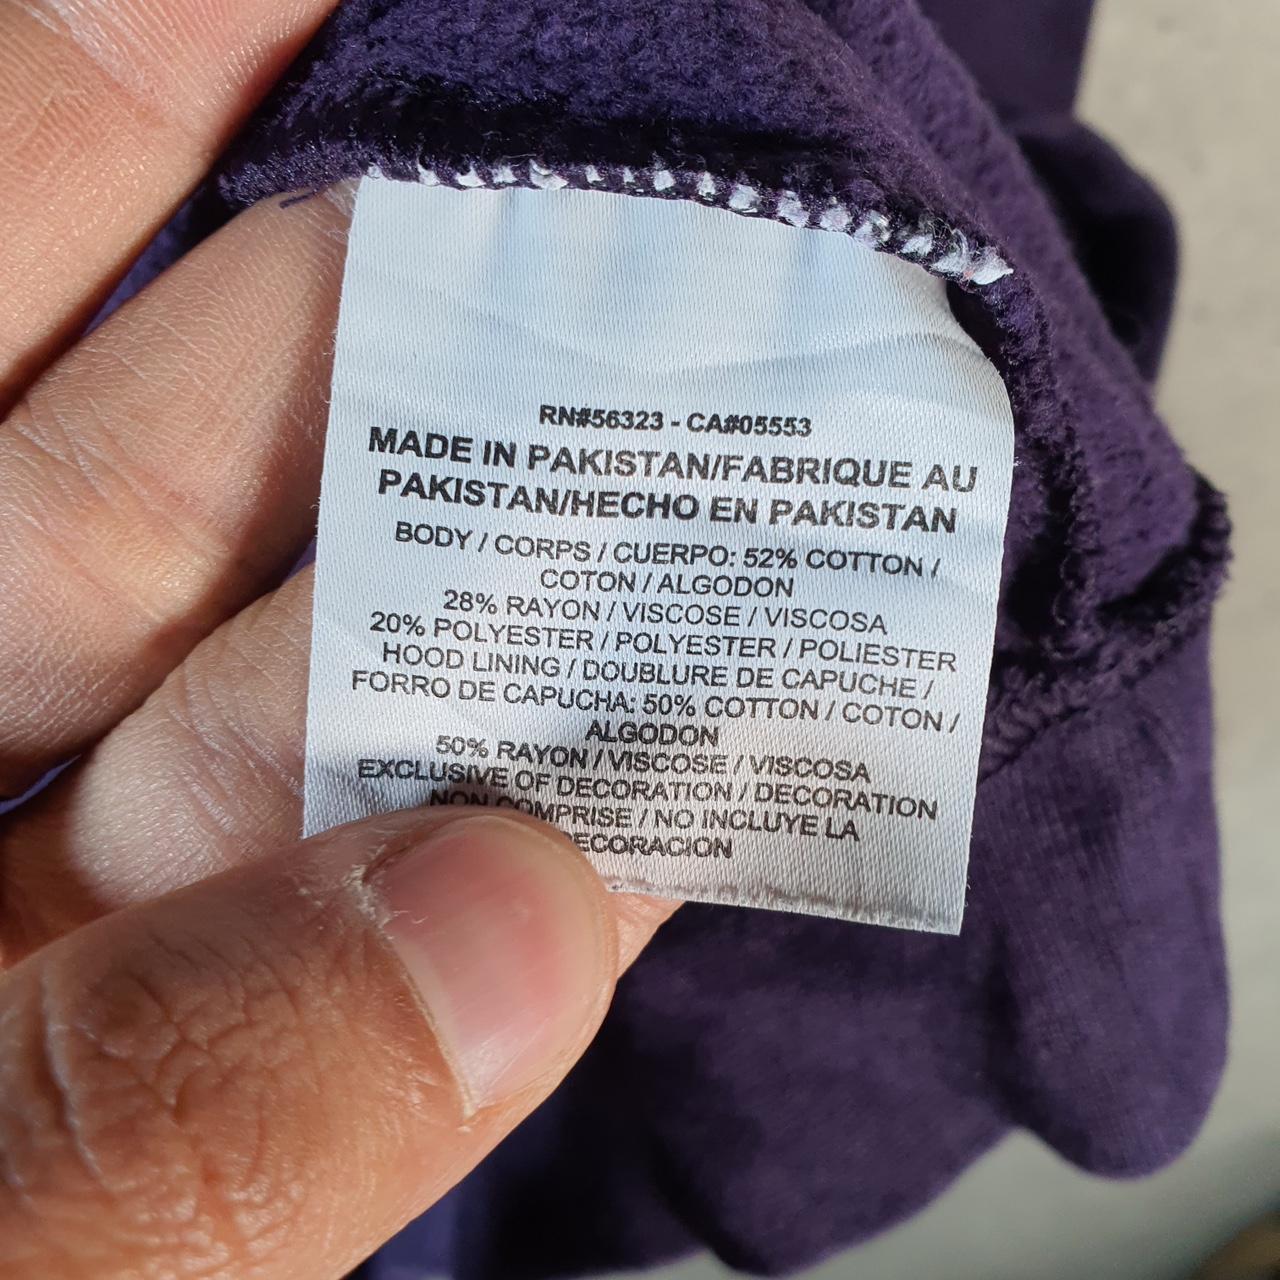 RN#56323 - CA#05553
MADE IN PAKISTAN/FABRIQUE AU
PAKISTAN/HECHO EN PAKISTAN
BODY / CORPS / CUERPO: 52% COTTON /
COTON / ALGODON
28% RAYON / VISCOSE / VISCOSA
20% POLYESTER / POLYESTER / POLIESTER
HOOD LINING / DOUBLURE DE CAPUCHE /
FORRO DE CAPUCHA: 50% COTTON / COTON /
ALGODON
50% RAYON / VISCOSE / VISCOSA
EXCLUSIVE OF DECORATION / DECORATION
NON COMPRISE / NO INCLUYE LA
ECORACION